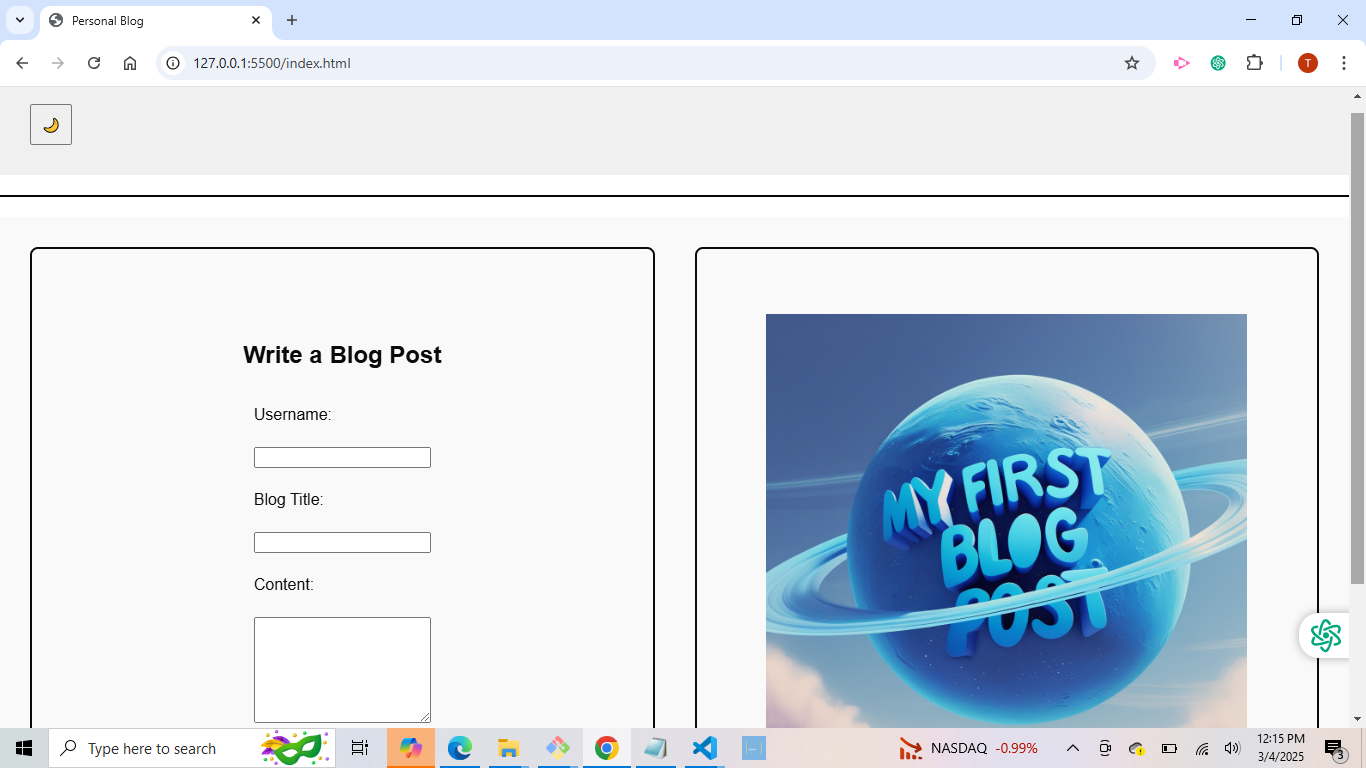 Personal Blog
127.0.0.1:5500/index.html
T
Write a Blog Post
Username:
Blog Title:
Content:
MY FIRST
BLOG
POST
Type here to search
NASDAQ -0.99%
12:15 PM
3/4/2025
3